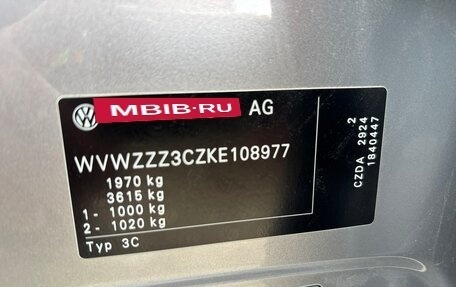 MBIB.RU AG
WVWZZZ3CZKE108977
1970 kg
3615 kg
1 - 1000 kg
2 - 1020 kg
Typ 3C
2
CZDA 2924
1840447